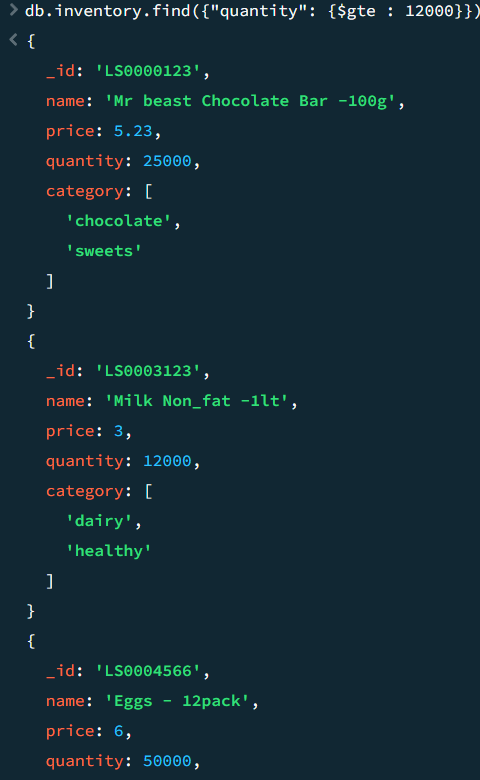 > db.inventory.find({"quantity": {$gte : 12000}})
< {
_id: 'LS0000123',
name: 'Mr beast Chocolate Bar -100g',
price: 5.23,
quantity: 25000,
category: [
'chocolate',
'sweets'
]
}
{
_id: 'LS0003123',
name: 'Milk Non_fat -1lt',
price: 3,
quantity: 12000,
category: [
'dairy',
'healthy'
]
}
{
_id: 'LS0004566',
name: 'Eggs - 12pack',
price: 6,
quantity: 50000,